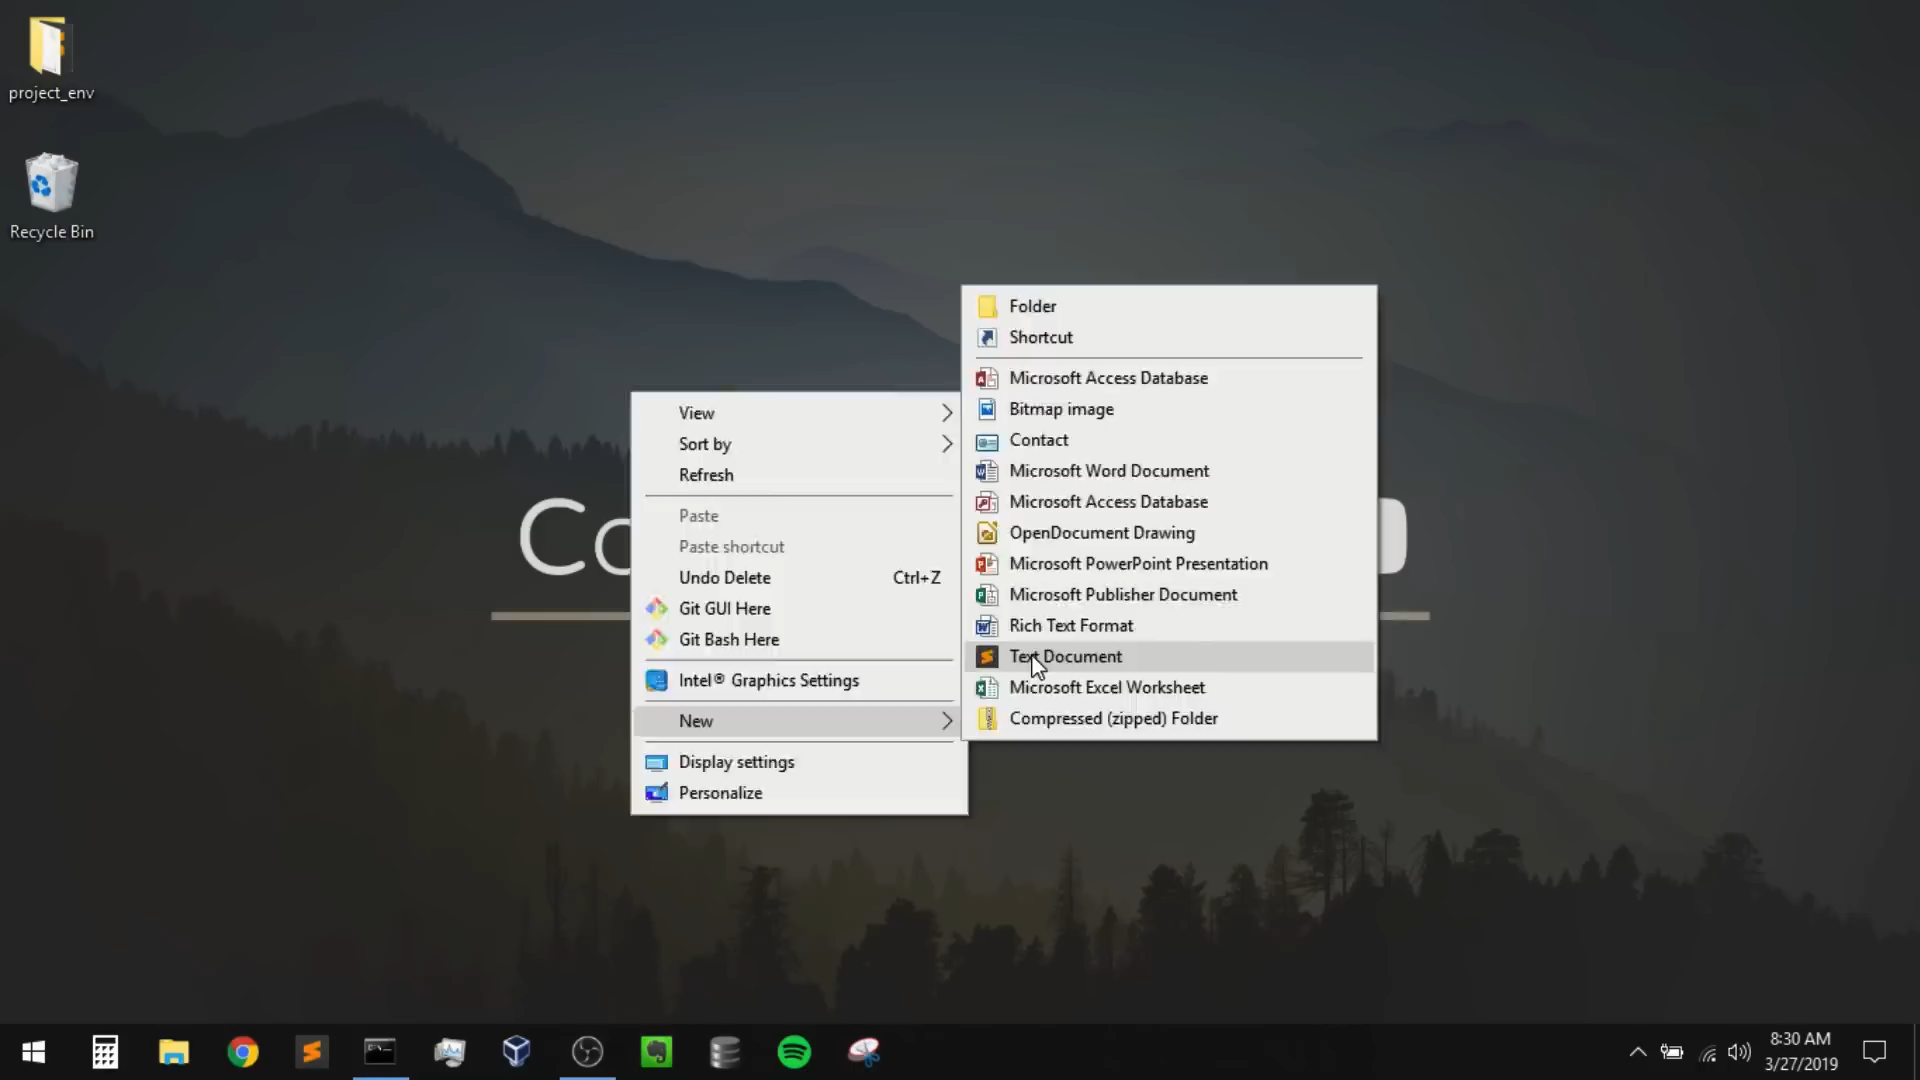 project_env
Recycle Bin
Co
View
Sort by
Refresh
Paste
Paste shortcut
Undo Delete Ctrl+Z
Git GUI Here
Git Bash Here
Intel® Graphics Settings
New
Display settings
Personalize
Folder
Shortcut
Microsoft Access Database
Bitmap image
Contact
Microsoft Word Document
Microsoft Access Database
OpenDocument Drawing
Microsoft PowerPoint Presentation
Microsoft Publisher Document
Rich Text Format
Text Document
Microsoft Excel Worksheet
Compressed (zipped) Folder
8:30 AM
3/27/2019